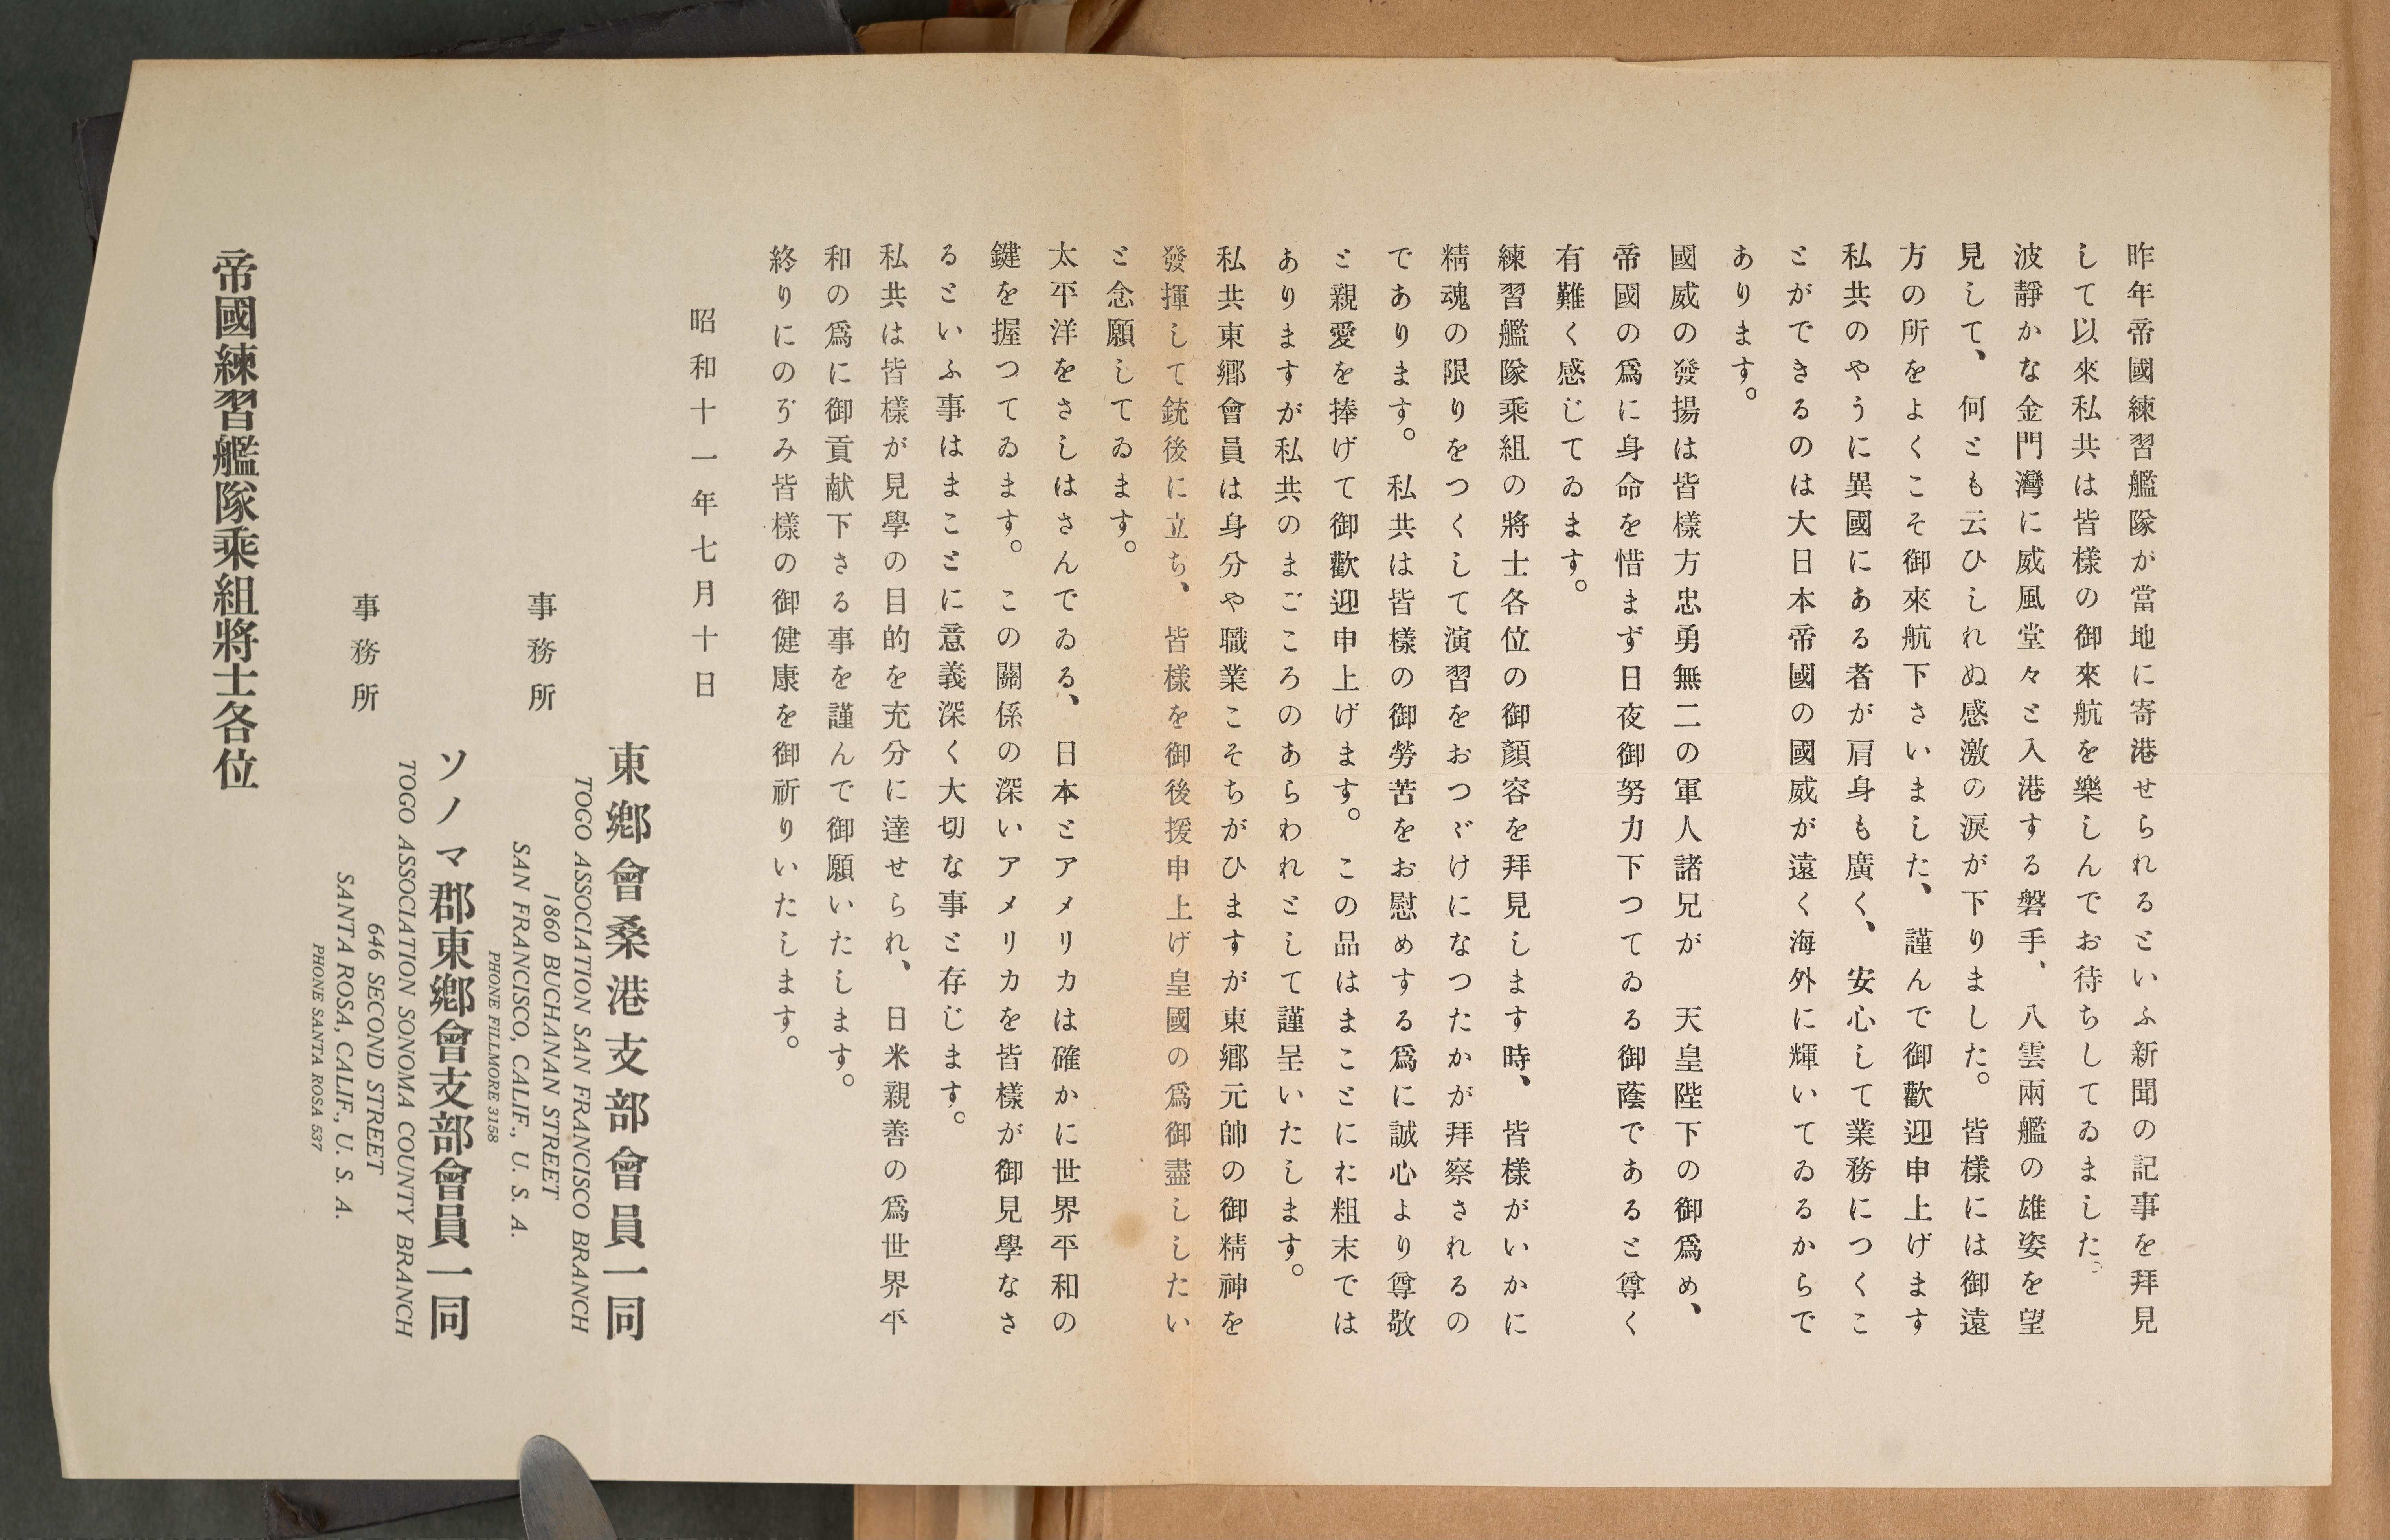 昨年帝國練習艦隊が當地に寄港せられるといふ新聞の記事を拜見
して以來私共は皆樣の御來航を樂しんでお待ちしてゐました。
波靜かな金門灣に威風堂々と入港する磐手、八雲兩艦の雄姿を望
見して、何とも云ひしれぬ感激の涙が下りました。皆樣には御遠
方の所をよくこそ御來航下さいました、謹んで御歡迎申上げます
私共のやうに異國にある者が肩身も廣く、安心して業務につくこ
とができるのは大日本帝國の國威が遠く海外に輝いてゐるからで
あります。
國威の發揚は皆樣方忠勇無二の軍人諸兄が　天皇陛下の御爲め、
帝國の爲に身命を惜まず日夜御努力下つてゐる御蔭であると尊く
有難く感じてゐます。
練習艦隊乘組の將士各位の御顏容を拜見します時、皆樣がいかに
精魂の限りをつくして演習をおつゞけになつたかが拜察されるの
であります。私共は皆樣の御勞苦をお慰めする爲に誠心より尊敬
と親愛を捧げて御歡迎申上げます。この品はまことにれ粗末では
ありますが私共のまごころのあらわれとして謹呈いたします。
私共東鄕會員は身分や職業こそちがひますが東鄕元帥の御精神を
發揮して銃後に立ち、皆樣を御後援申上げ皇國の爲御盡ししたい
と念願してゐます。
太平洋をさしはさんでゐる、日本とアメリカは確かに世界平和の
鍵を握つてゐます。この關係の深いアメリカを皆樣が御見學なさ
るといふ事はまことに意義深く大切な事と存じます。
私共は皆樣が見學の目的を充分に達せられ、日米親善の爲世界平
和の爲に御貢献下さる事を謹んで御願いたします。
終りにのぞみ皆樣の御健康を御祈りいたします。
昭和十一年七月十日
東鄕會桑港支部會員一同
TOGO ASSOCIATION SAN FRANCISCO BRANCH
事務所
1860 BUCHANAN STREET
SAN FRANCISCO, CALIF., U. S. A.
PHONE FILLMORE 3158
ソノマ郡東鄕會支部會員一同
TOGO ASSOCIATION SONOMA COUNTY BRANCH
事務所
646 SECOND STREET
SANTA ROSA, CALIF., U. S. A.
PHONE SANTA ROSA 537
帝國練習艦隊乘組將士各位